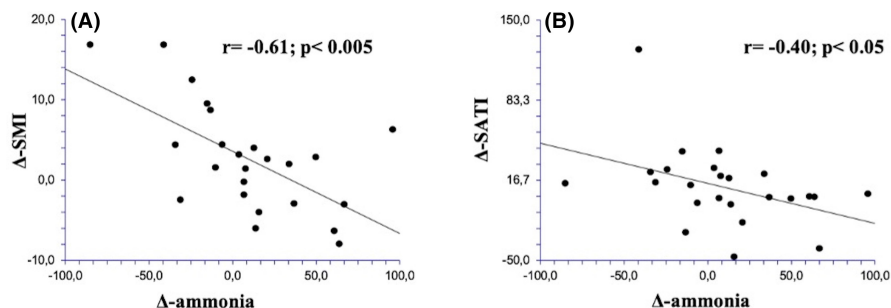 (A)
r= -0.61; p< 0.005
Δ-SMI
20,0
10,0
0,0
-10,0
-100,0 -50,0 0,0 50,0 100,0
Δ-ammonia
(B)
r= -0.40; p< 0.05
Δ-SATI
150,0
83,3
16,7
-50,0
-100,0 -50,0 0,0 50,0 100,0
Δ-ammonia